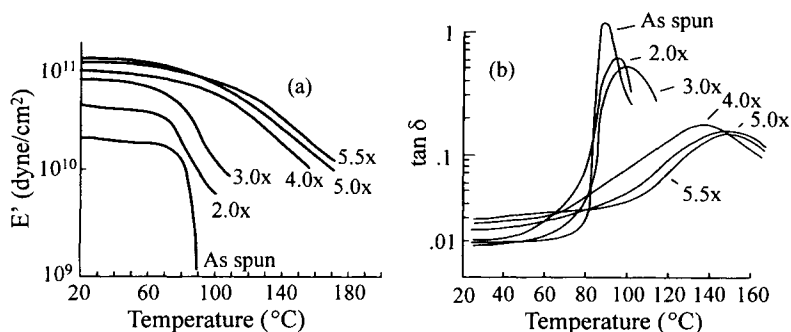 (a)
E' (dyne/cm²)
10¹¹
10¹⁰
10⁹
5.5x
5.0x
4.0x
3.0x
2.0x
As spun
20 60 100 140 180
Temperature (°C)
(b)
tan δ
1
0.1
.01
As spun
2.0x
3.0x
4.0x
5.0x
5.5x
20 40 60 80 100 120 140 160
Temperature (°C)